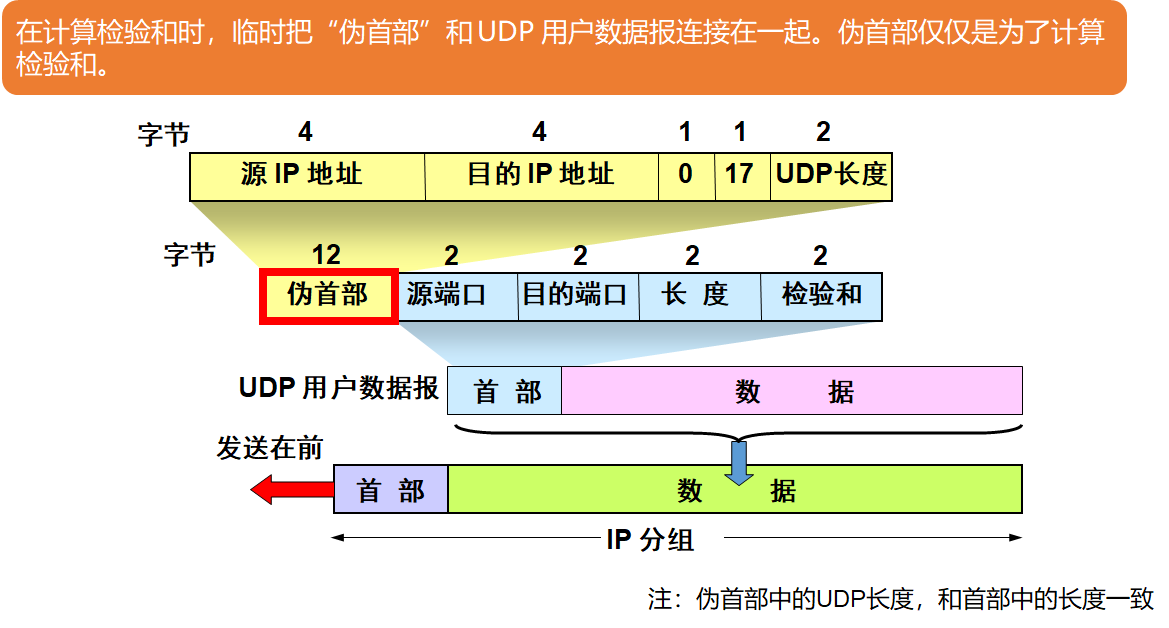 在计算检验和时，临时把“伪首部”和 UDP 用户数据报连接在一起。伪首部仅仅是为了计算
检验和。
字节 4 4 1 1 2
源 IP 地址 目的 IP 地址 0 17 UDP长度
字节 12 2 2 2 2
伪首部 源端口 目的端口 长 度 检验和
UDP 用户数据报 首 部 数 据
发送在前
首 部 数 据
IP 分组
注：伪首部中的UDP长度，和首部中的长度一致